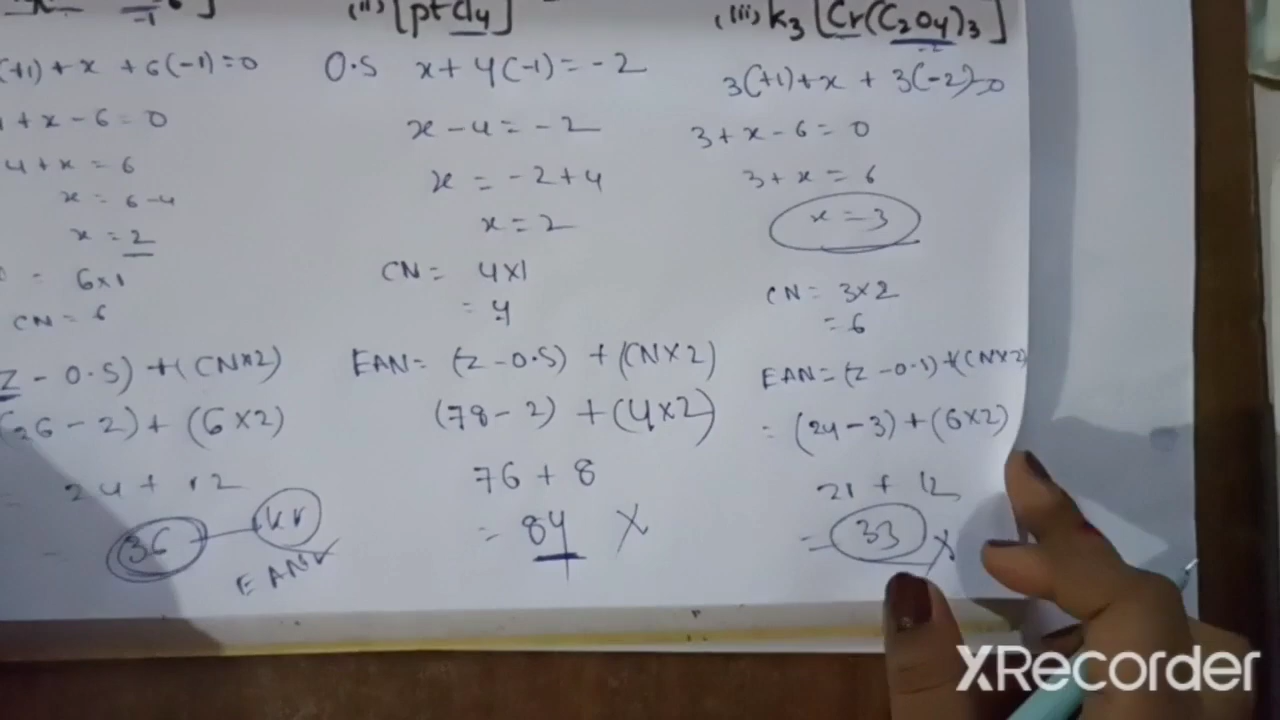 (ii) [ptCl4]
(iii) K3 [Cr(C2O4)3]
-1
-2
(+1) + x + 6(-1) = 0
+ x - 6 = 0
4 + x = 6
x = 6 - 4
x = 2
= 6x1
CN = 6
Z - 0.S) + (CN×2)
26 - 2) + (6×2)
24 + 12
36 — Kr
EAN✓
0.S x + 4(-1) = -2
x - 4 = -2
x = -2 + 4
x = 2
CN = 4x1
= 4
EAN = (Z - 0.S) + (CN×2)
(78 - 2) + (4×2)
76 + 8
= 84 X
3(+1) + x + 3(-2) = 0
3 + x - 6 = 0
3 + x = 6
x = 3
CN = 3×2
= 6
EAN = (Z - 0.S) + (CN×2)
= (24 - 3) + (6×2)
21 + 12
= 33 X
XRecorder